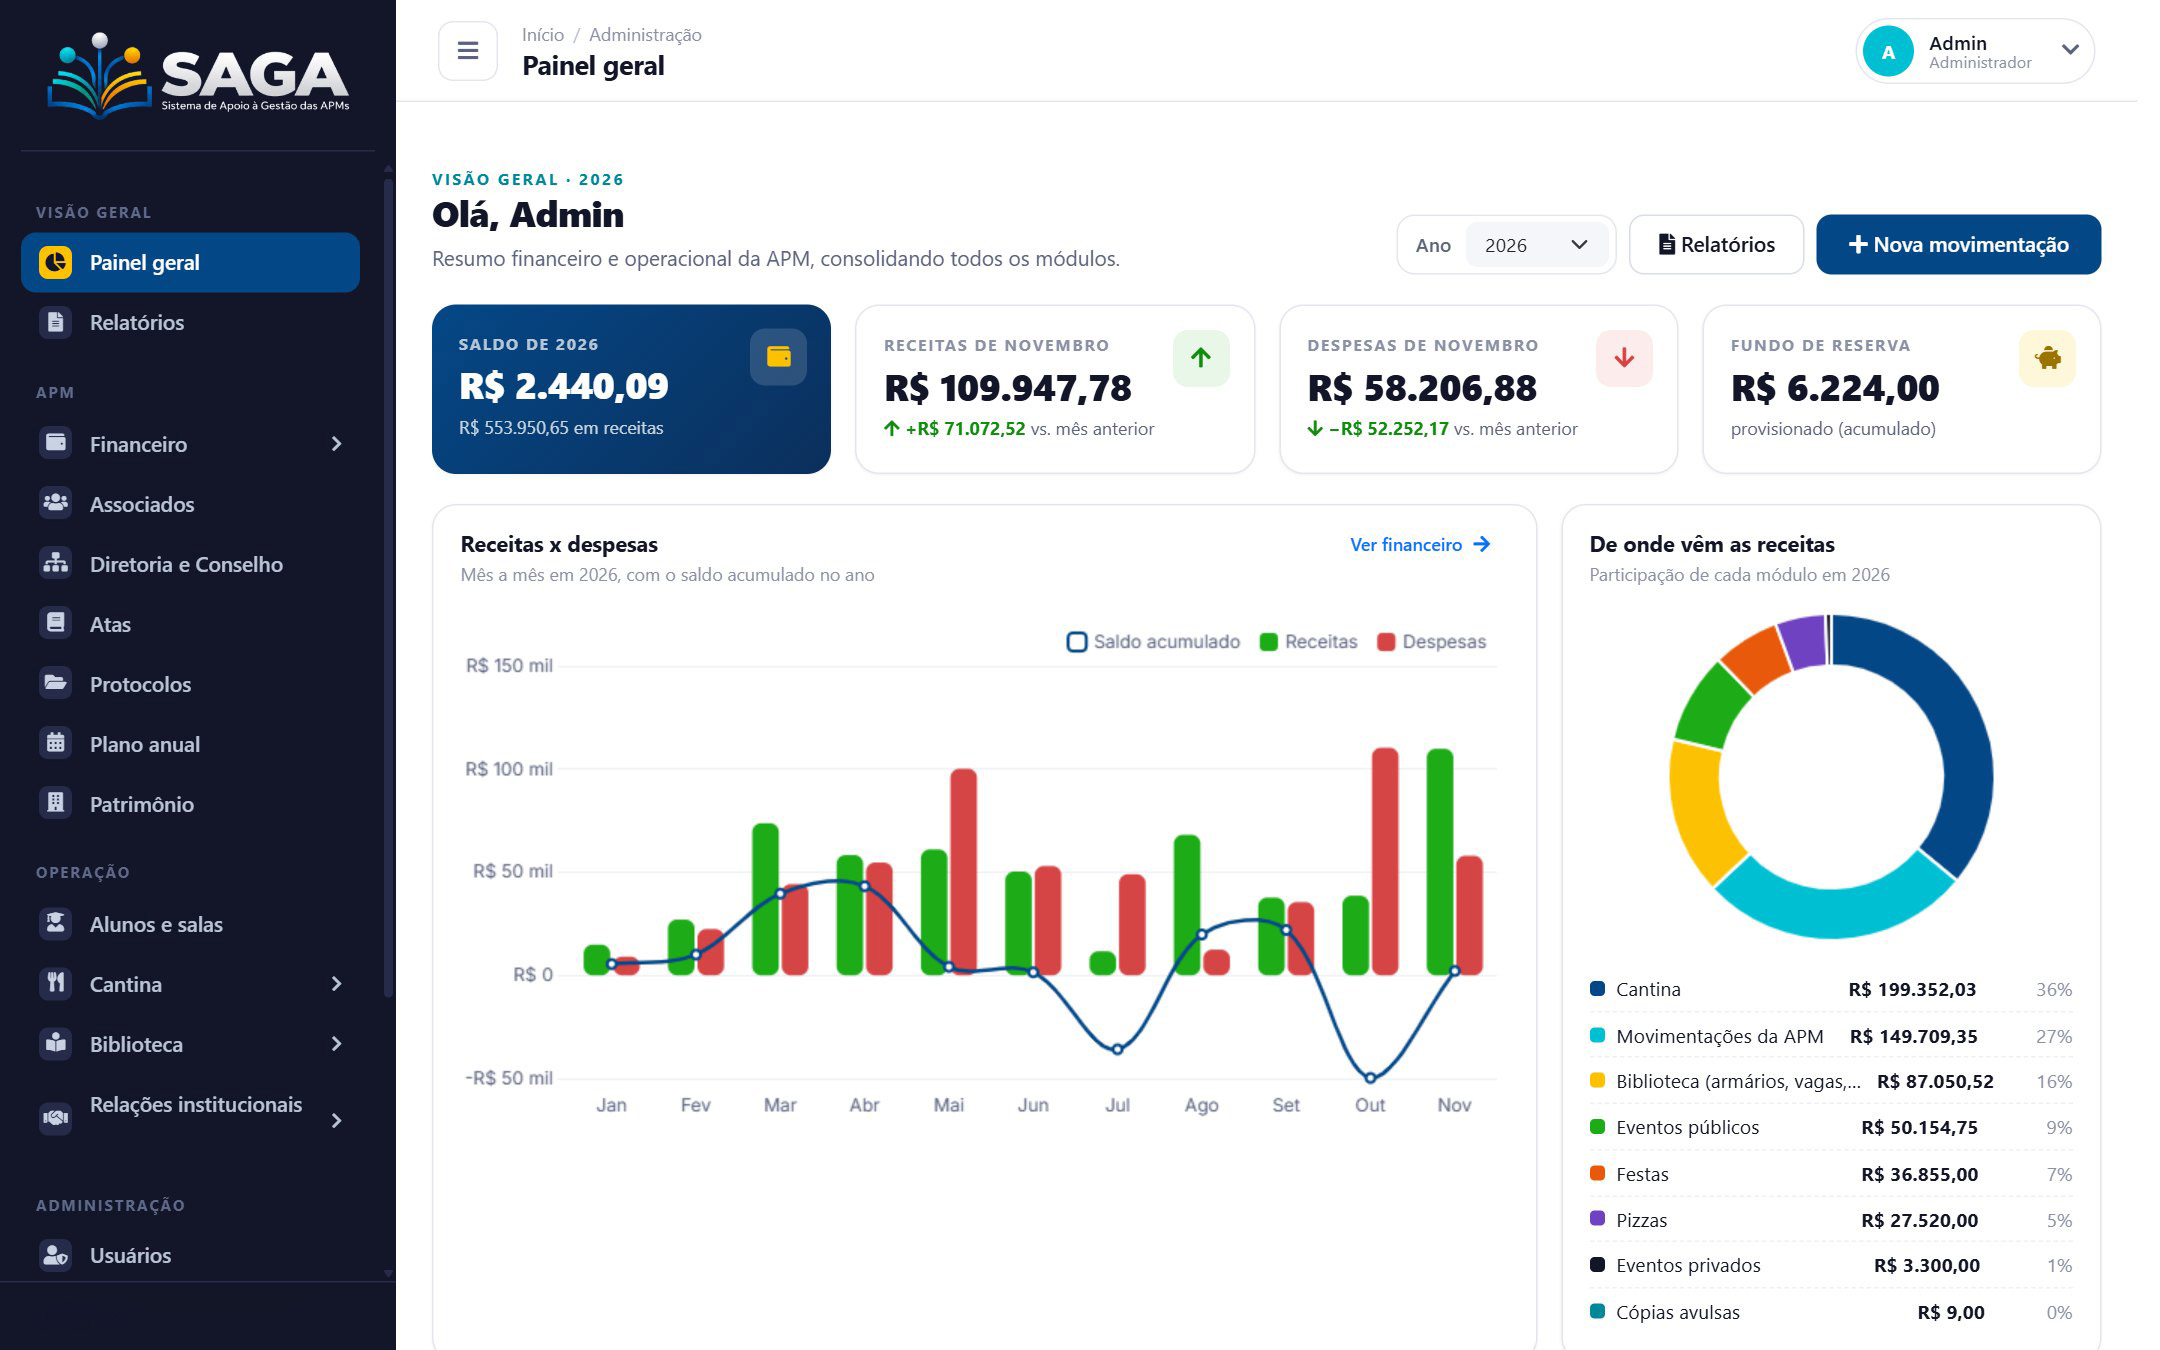 SAGA
Sistema de Apoio à Gestão das APMs
VISÃO GERAL
Painel geral
Relatórios
APM
Financeiro
Associados
Diretoria e Conselho
Atas
Protocolos
Plano anual
Patrimônio
OPERAÇÃO
Alunos e salas
Cantina
Biblioteca
Relações institucionais
ADMINISTRAÇÃO
Usuários
Início / Administração
Painel geral
A
Admin
Administrador
VISÃO GERAL · 2026
Olá, Admin
Resumo financeiro e operacional da APM, consolidando todos os módulos.
Ano 2026
Relatórios
Nova movimentação
SALDO DE 2026
R$ 2.440,09
R$ 553.950,65 em receitas
RECEITAS DE NOVEMBRO
R$ 109.947,78
+R$ 71.072,52 vs. mês anterior
DESPESAS DE NOVEMBRO
R$ 58.206,88
−R$ 52.252,17 vs. mês anterior
FUNDO DE RESERVA
R$ 6.224,00
provisionado (acumulado)
Receitas x despesas
Ver financeiro
Mês a mês em 2026, com o saldo acumulado no ano
Saldo acumulado Receitas Despesas
R$ 150 mil
R$ 100 mil
R$ 50 mil
R$ 0
-R$ 50 mil
Jan Fev Mar Abr Mai Jun Jul Ago Set Out Nov
De onde vêm as receitas
Participação de cada módulo em 2026
Cantina R$ 199.352,03 36%
Movimentações da APM R$ 149.709,35 27%
Biblioteca (armários, vagas,... R$ 87.050,52 16%
Eventos públicos R$ 50.154,75 9%
Festas R$ 36.855,00 7%
Pizzas R$ 27.520,00 5%
Eventos privados R$ 3.300,00 1%
Cópias avulsas R$ 9,00 0%